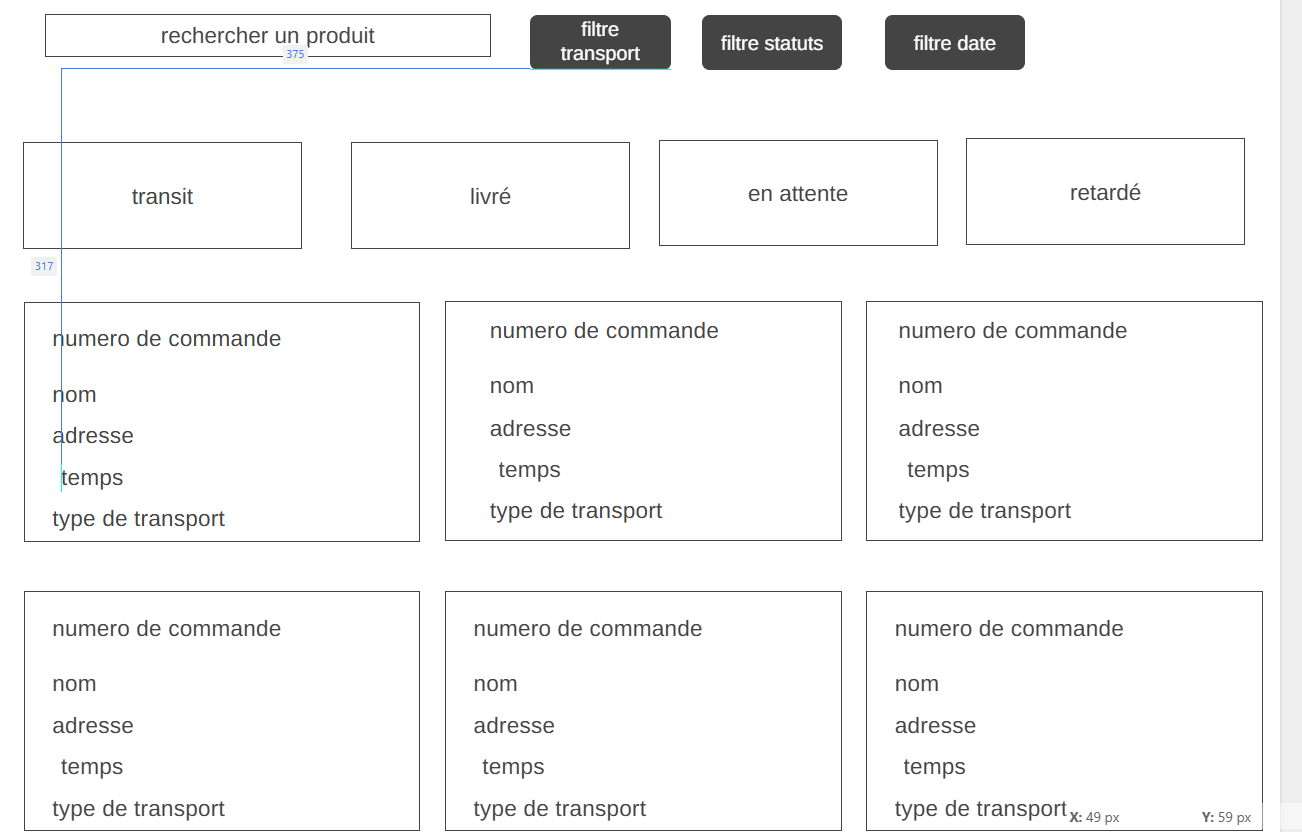 rechercher un produit
filtre
transport
filtre statuts
filtre date
375
transit
livré
en attente
retardé
317
numero de commande
nom
adresse
temps
type de transport
numero de commande
nom
adresse
temps
type de transport
numero de commande
nom
adresse
temps
type de transport
numero de commande
nom
adresse
temps
type de transport
numero de commande
nom
adresse
temps
type de transport
numero de commande
nom
adresse
temps
type de transport
X: 49 px
Y: 59 px